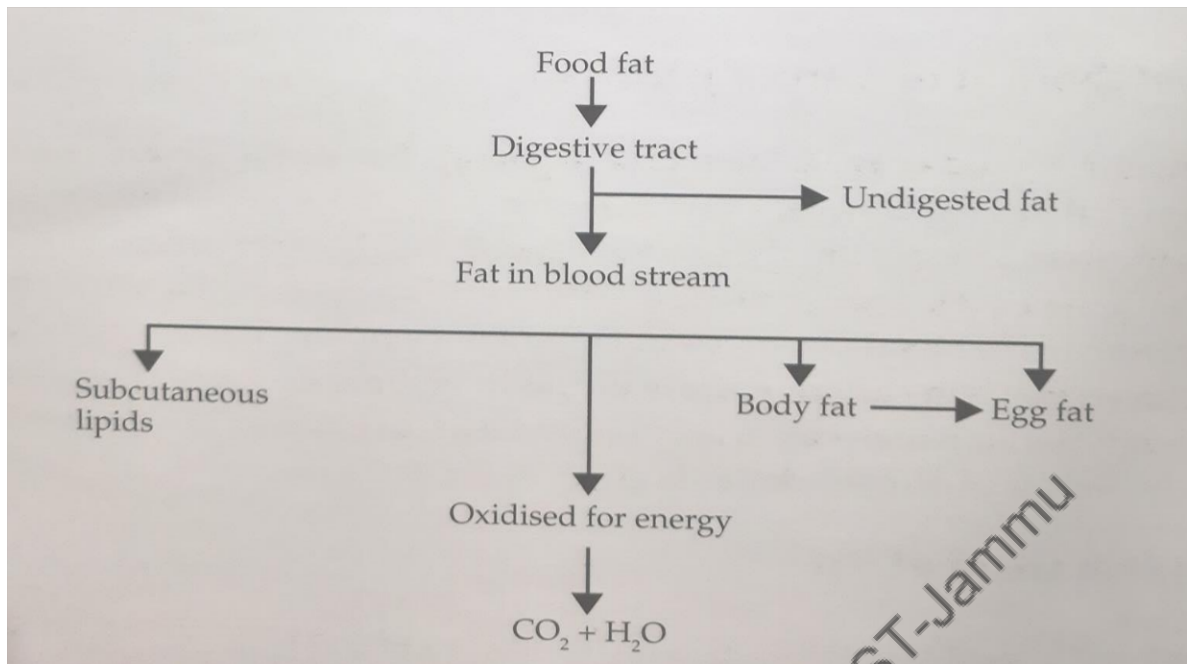 Food fat
Digestive tract
Undigested fat
Fat in blood stream
Subcutaneous
lipids
Body fat
Egg fat
Oxidised for energy
CO₂ + H₂O
ST-Jammu